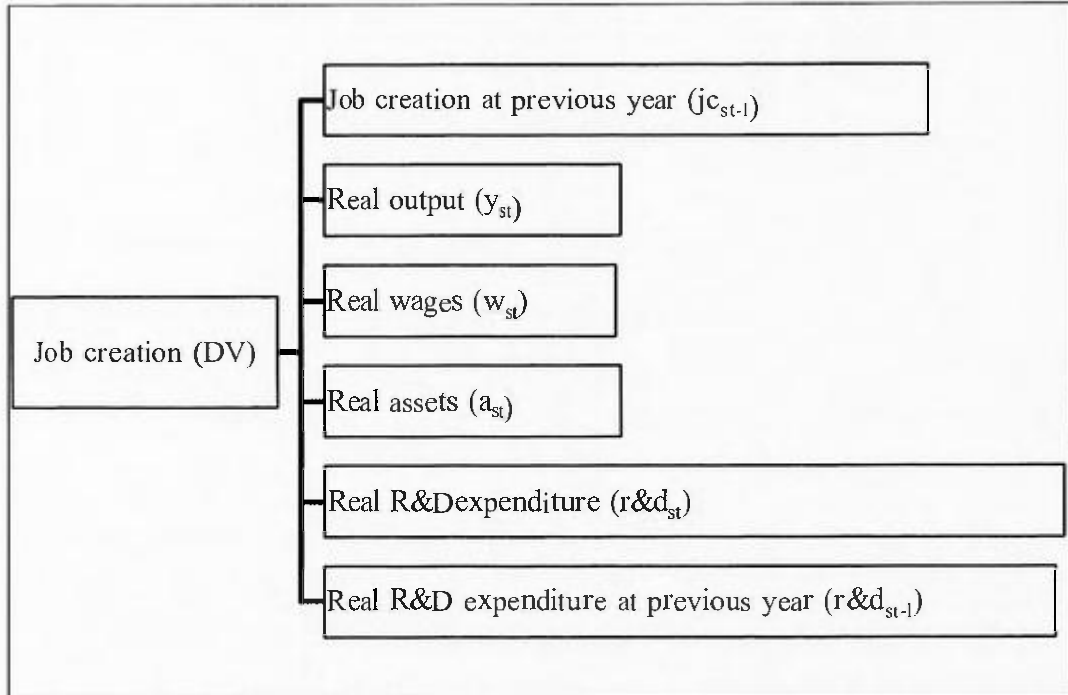 Job creation at previous year (jc_st-1)
Real output (y_st)
Real wages (w_st)
Job creation (DV)
Real assets (a_st)
Real R&Dexpenditure (r&d_st)
Real R&D expenditure at previous year (r&d_st-1)